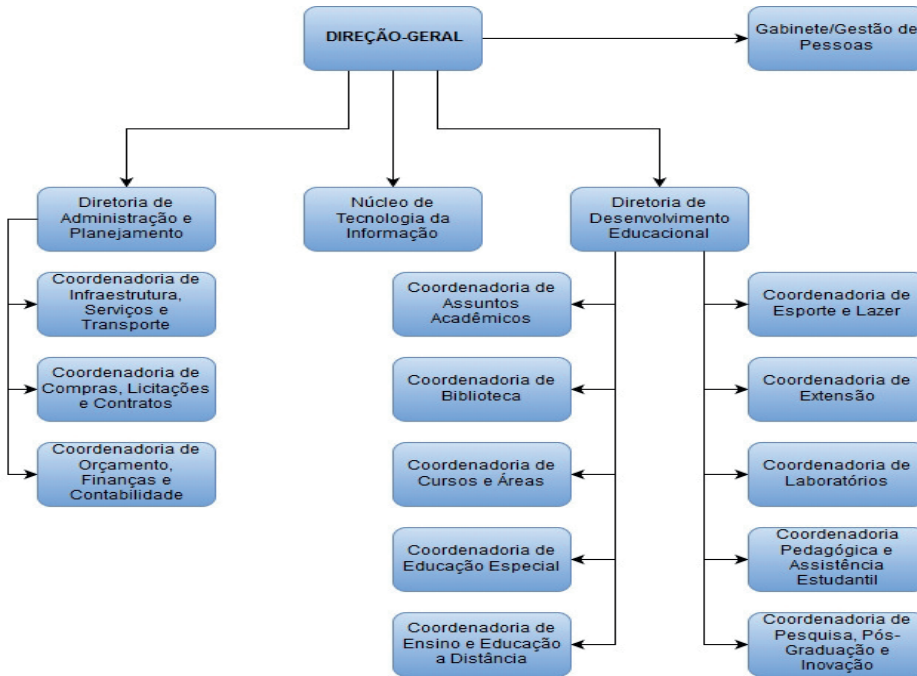 DIREÇÃO-GERAL
Gabinete/Gestão de
Pessoas
Diretoria de
Administração e
Planejamento
Núcleo de
Tecnologia da
Informação
Diretoria de
Desenvolvimento
Educacional
Coordenadoria de
Infraestrutura,
Serviços e
Transporte
Coordenadoria de
Compras, Licitações
e Contratos
Coordenadoria de
Orçamento,
Finanças e
Contabilidade
Coordenadoria de
Assuntos
Acadêmicos
Coordenadoria de
Biblioteca
Coordenadoria de
Cursos e Áreas
Coordenadoria de
Educação Especial
Coordenadoria de
Ensino e Educação
a Distância
Coordenadoria de
Esporte e Lazer
Coordenadoria de
Extensão
Coordenadoria de
Laboratórios
Coordenadoria
Pedagógica e
Assistência
Estudantil
Coordenadoria de
Pesquisa, Pós-
Graduação e
Inovação